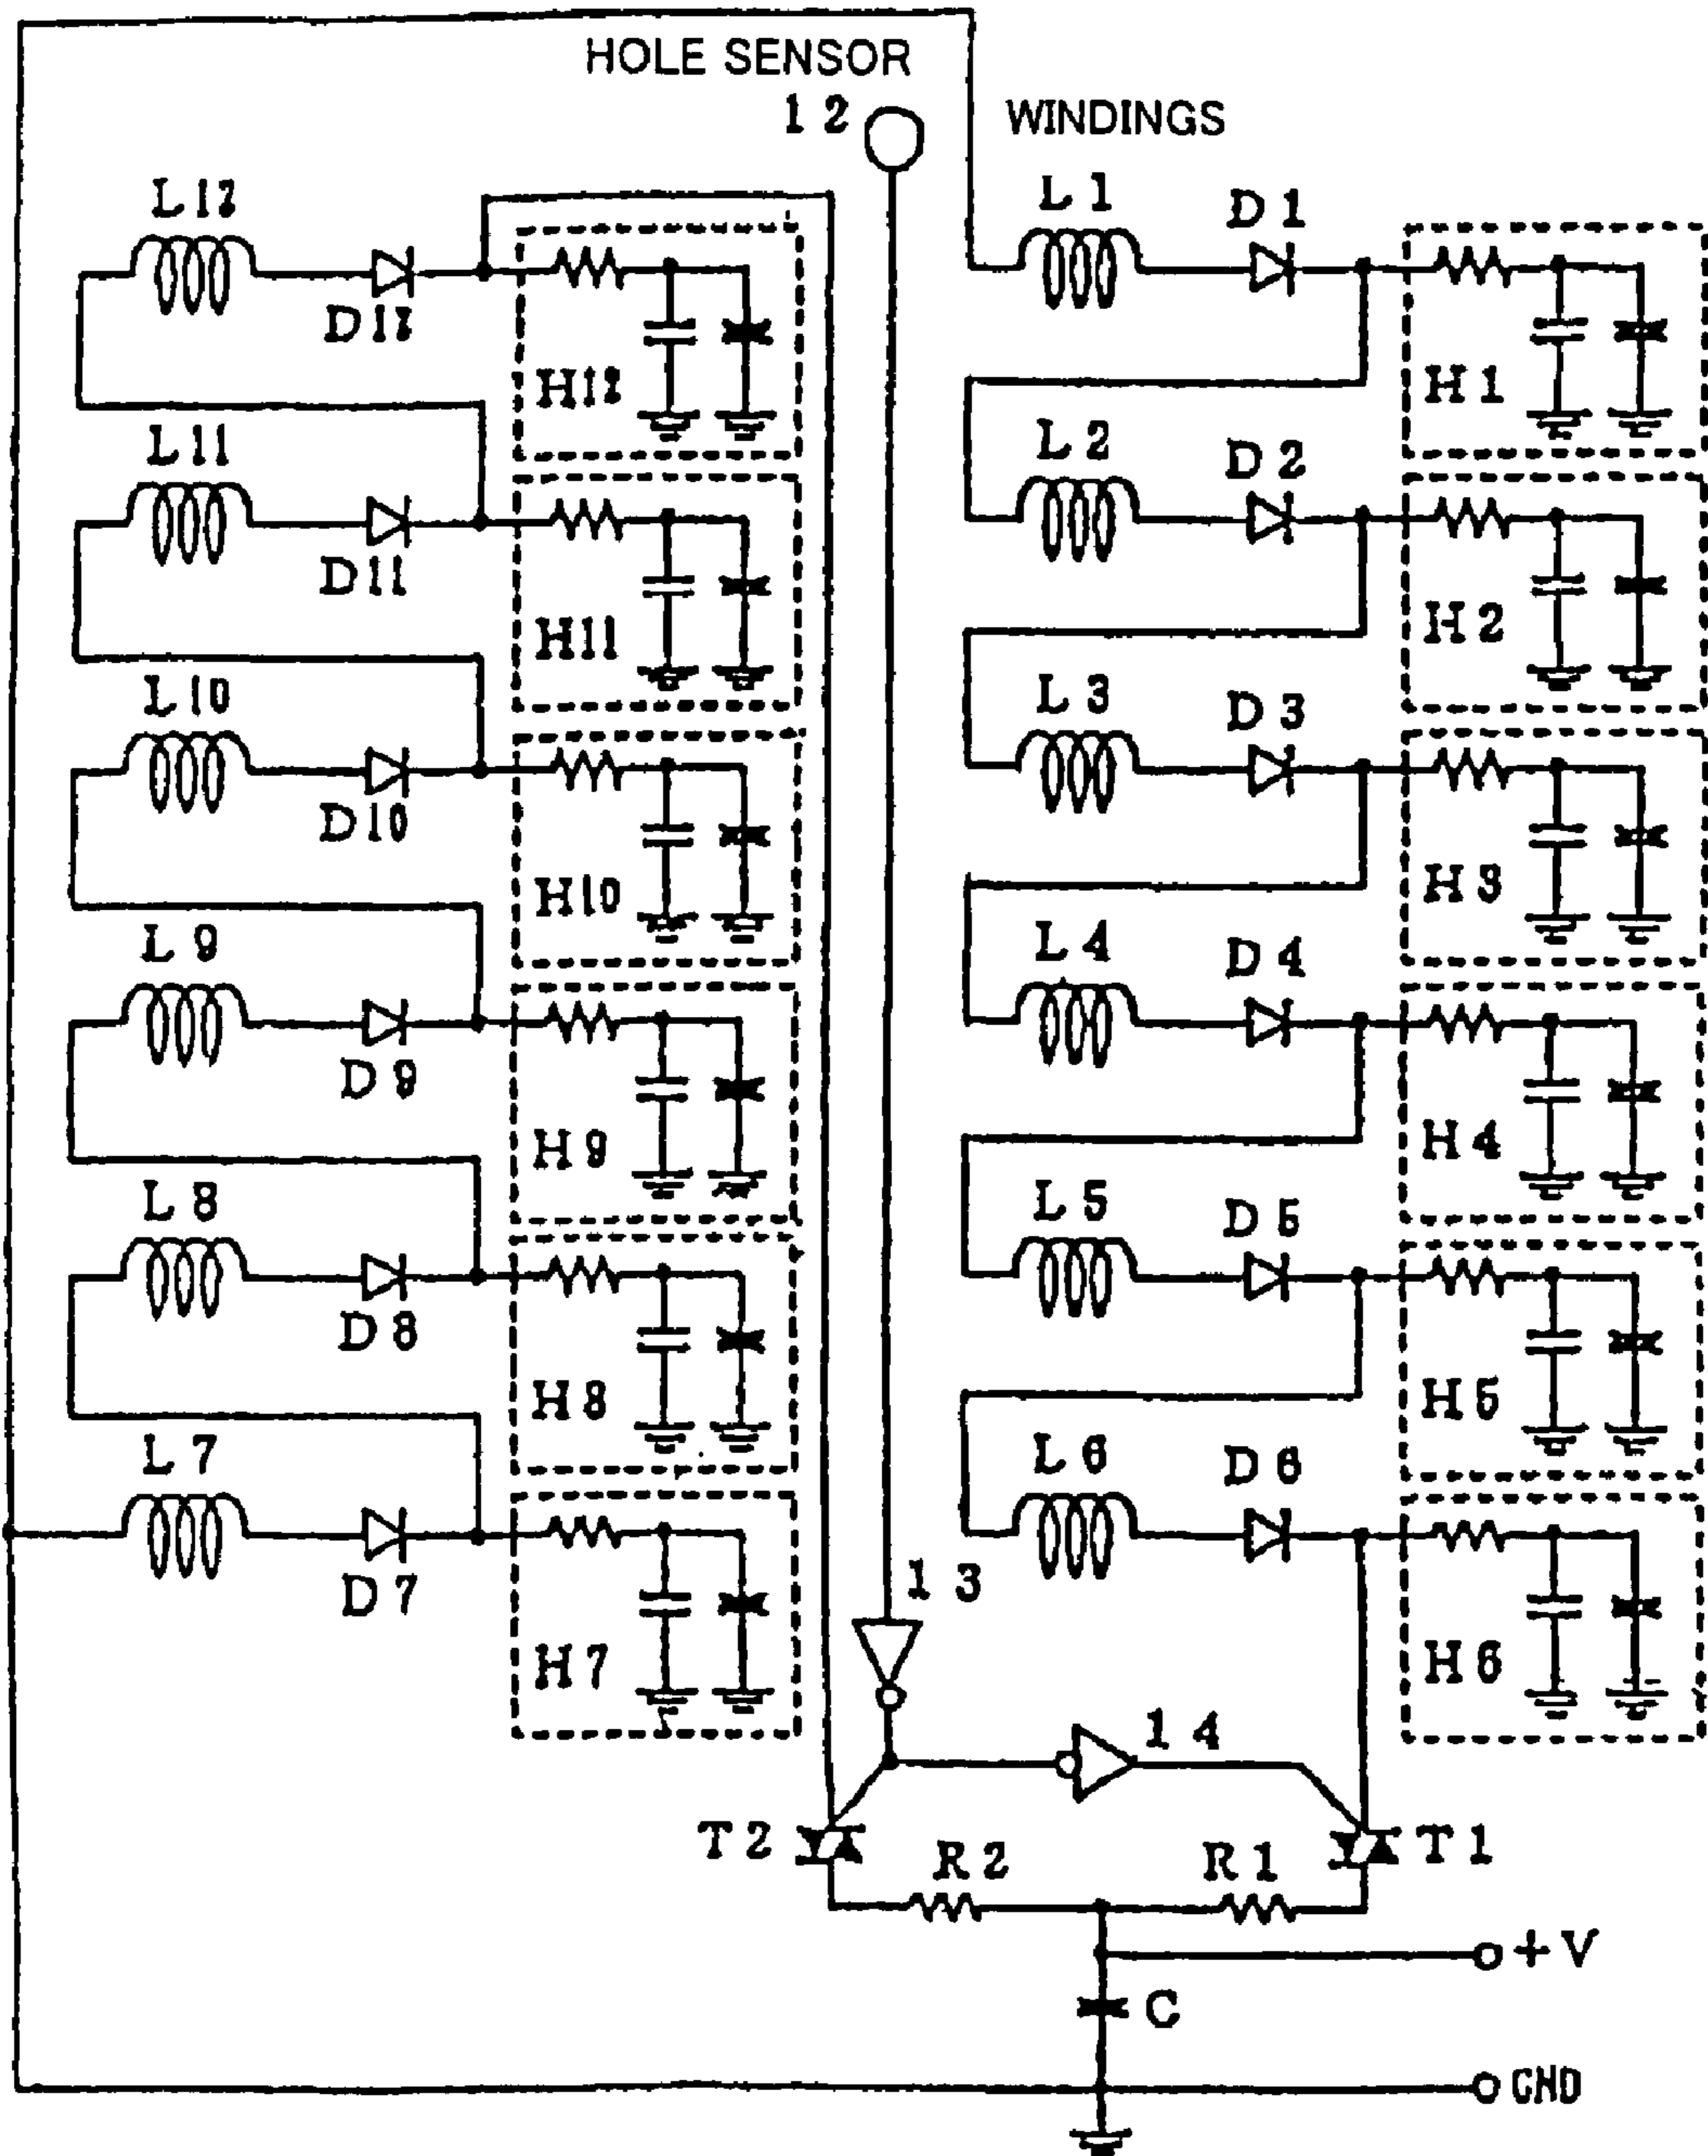 HOLE SENSOR
12
WINDINGS
L12
D12
H12
L1
D1
H1
L11
D11
H11
L2
D2
H2
L10
D10
H10
L3
D3
H3
L9
D9
H9
L4
D4
H4
L8
D8
H8
L5
D5
H5
L7
D7
H7
L6
D6
H6
13
14
T2
R2
R1
T1
+V
C
GND